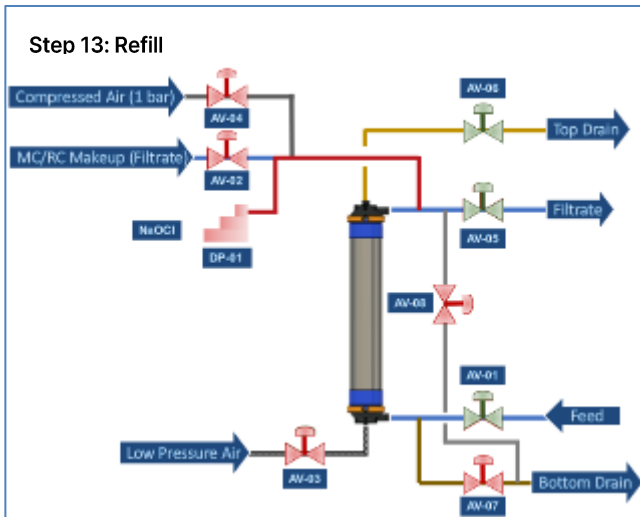 Step 13: Refill
AV-06
Compressed Air (1 bar)
AV-04
Top Drain
MC/RC Makeup (Filtrate)
AV-02
Filtrate
NaOCl
AV-05
DP-01
AV-08
AV-01
Feed
Low Pressure Air
AV-03
Bottom Drain
AV-07